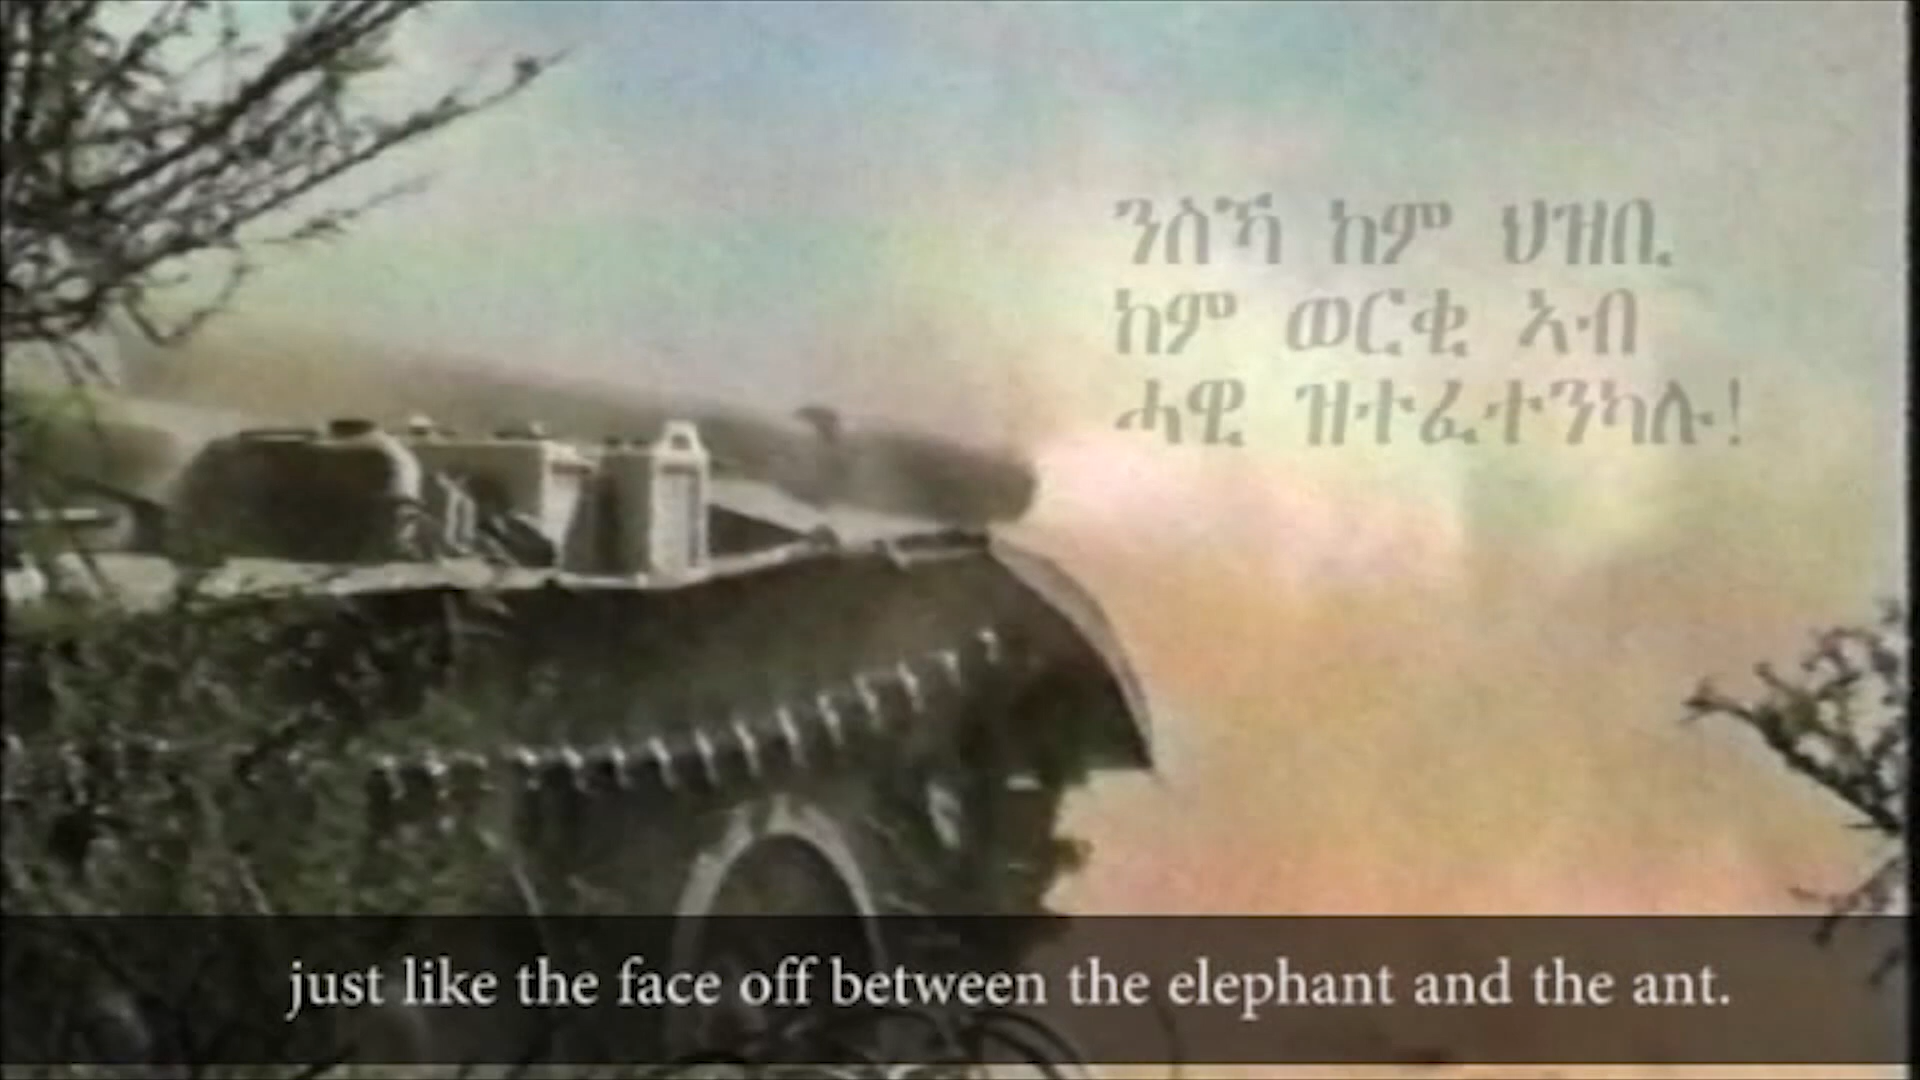 ንስኻ ከም ህዝቢ
ከም ወርቂ ኣብ
ሓዊ ዝተፈተንካሉ!
just like the face off between the elephant and the ant.